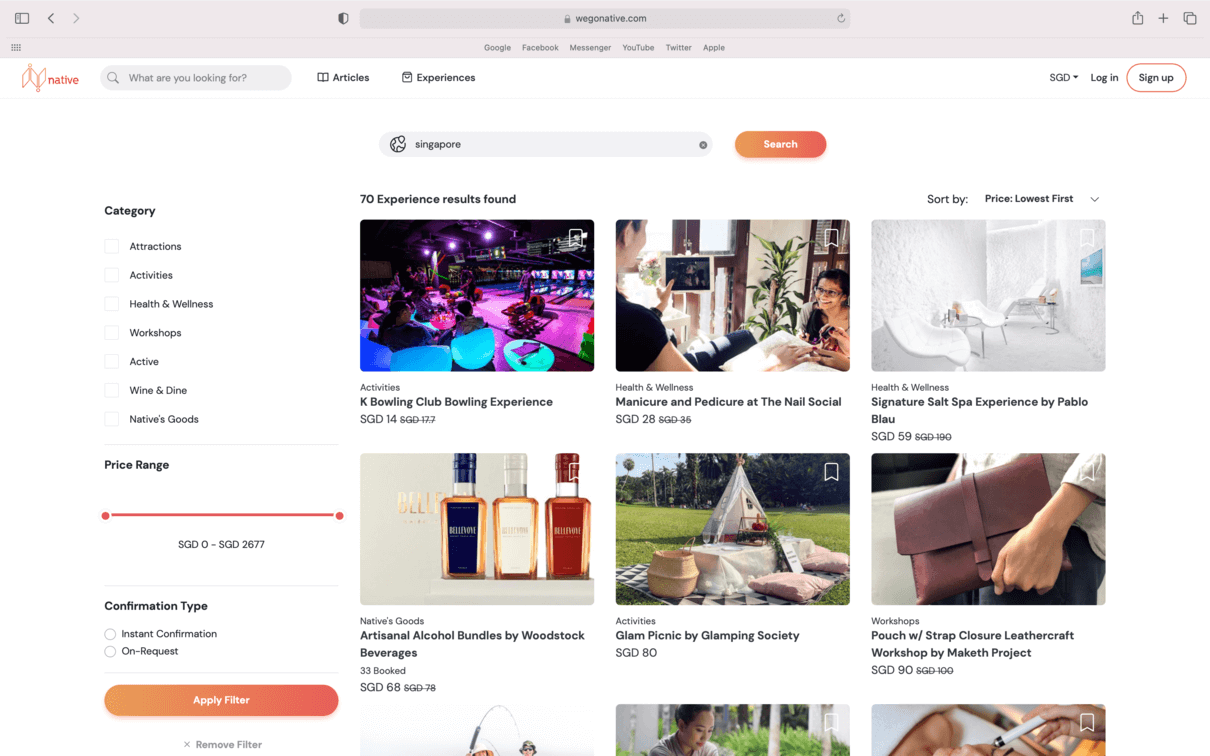 wegonative.com
Google Facebook Messenger YouTube Twitter Apple
native
What are you looking for?
Articles
Experiences
SGD
Log in
Sign up
singapore
Search
Category
Attractions
Activities
Health & Wellness
Workshops
Active
Wine & Dine
Native's Goods
Price Range
SGD 0 - SGD 2677
Confirmation Type
Instant Confirmation
On-Request
Apply Filter
× Remove Filter
70 Experience results found
Sort by: Price: Lowest First
Activities
K Bowling Club Bowling Experience
SGD 14 SGD 17.7
Health & Wellness
Manicure and Pedicure at The Nail Social
SGD 28 SGD 35
Health & Wellness
Signature Salt Spa Experience by Pablo
Blau
SGD 59 SGD 190
BELLEVOYE
BELLEVOYE
BELLEVOYE
Native's Goods
Artisanal Alcohol Bundles by Woodstock
Beverages
33 Booked
SGD 68 SGD 78
Activities
Glam Picnic by Glamping Society
SGD 80
Workshops
Pouch w/ Strap Closure Leathercraft
Workshop by Maketh Project
SGD 90 SGD 100